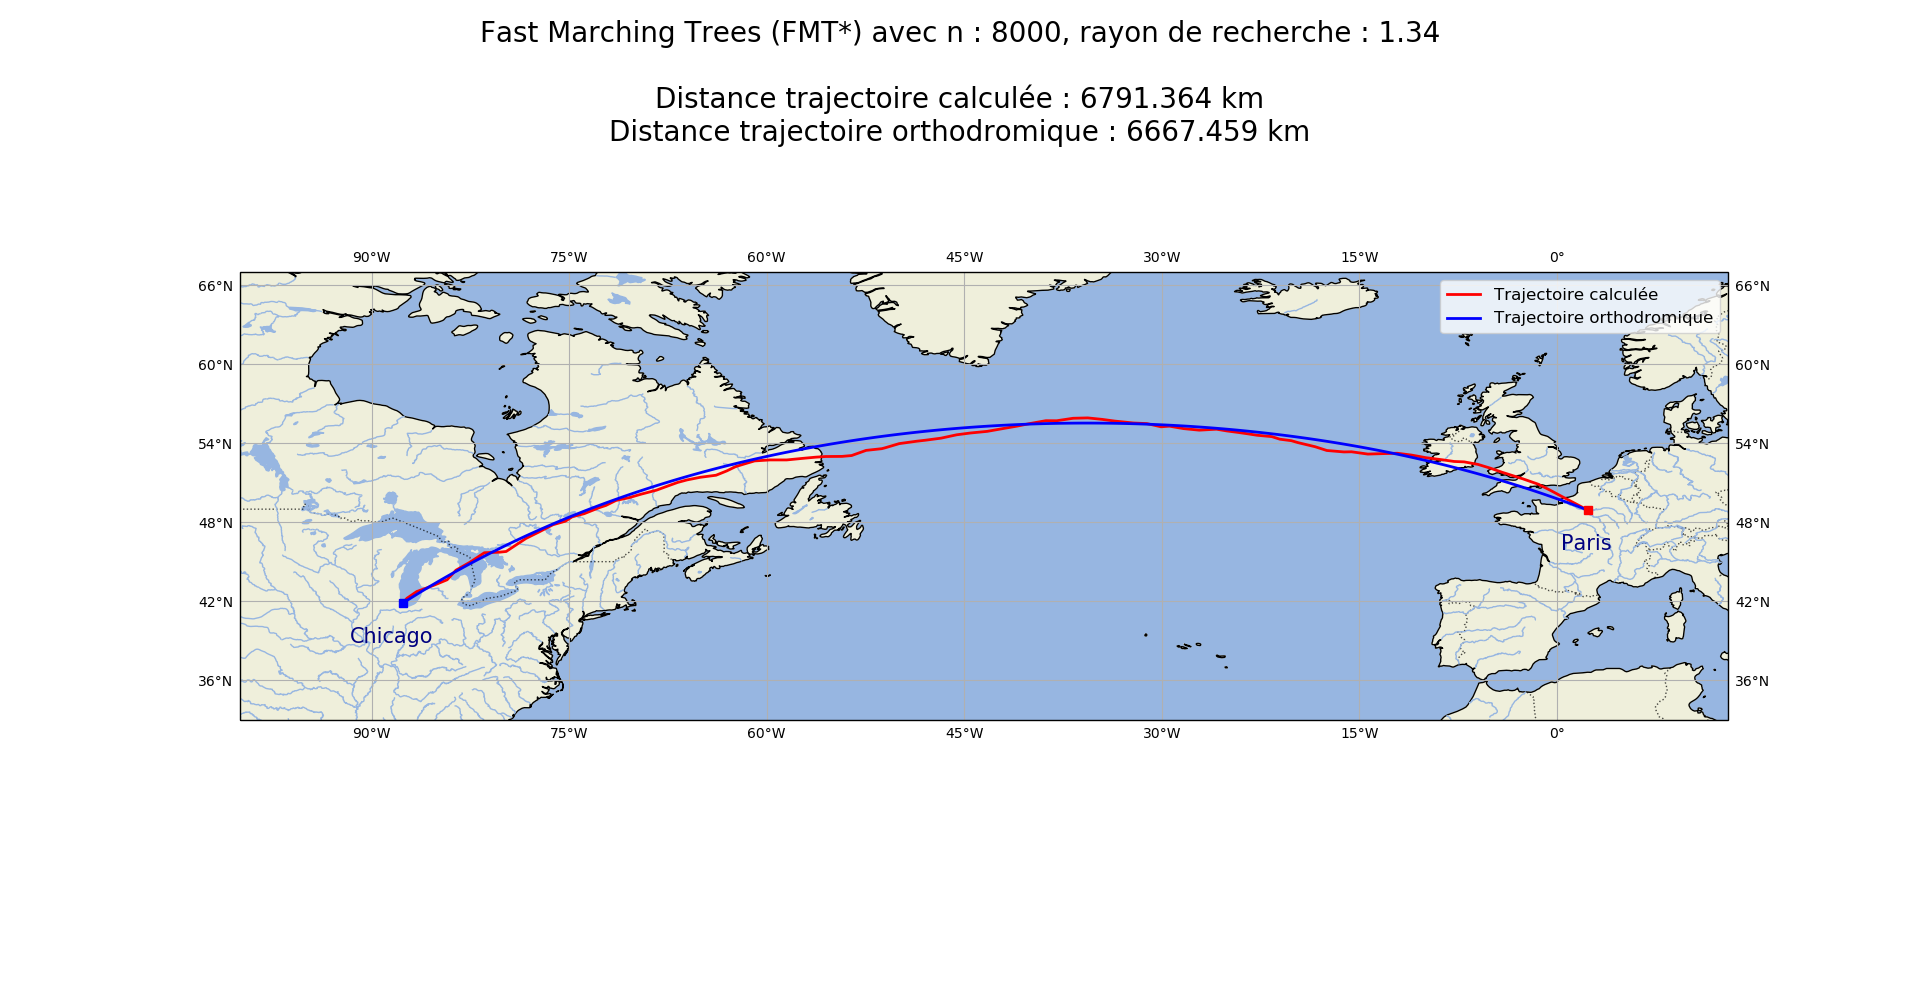 Fast Marching Trees (FMT*) avec n : 8000, rayon de recherche : 1.34
Distance trajectoire calculée : 6791.364 km
Distance trajectoire orthodromique : 6667.459 km
90°W 75°W 60°W 45°W 30°W 15°W 0°
66°N 66°N
Trajectoire calculée
Trajectoire orthodromique
60°N 60°N
54°N 54°N
48°N 48°N
Paris
42°N 42°N
Chicago
36°N 36°N
90°W 75°W 60°W 45°W 30°W 15°W 0°